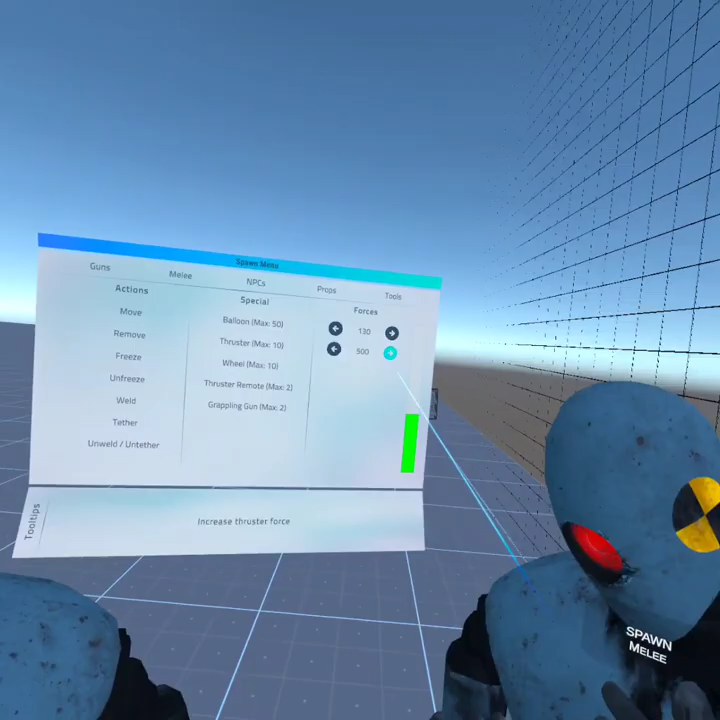 Spawn Menu
Guns
Melee
NPCs
Props
Tools
Actions
Move
Remove
Freeze
Unfreeze
Weld
Tether
Unweld / Untether
Special
Balloon (Max: 50)
Thruster (Max: 10)
Wheel (Max: 10)
Thruster Remote (Max: 2)
Grappling Gun (Max: 2)
Forces
130
500
Tooltips
Increase thruster force
SPAWN
MELEE